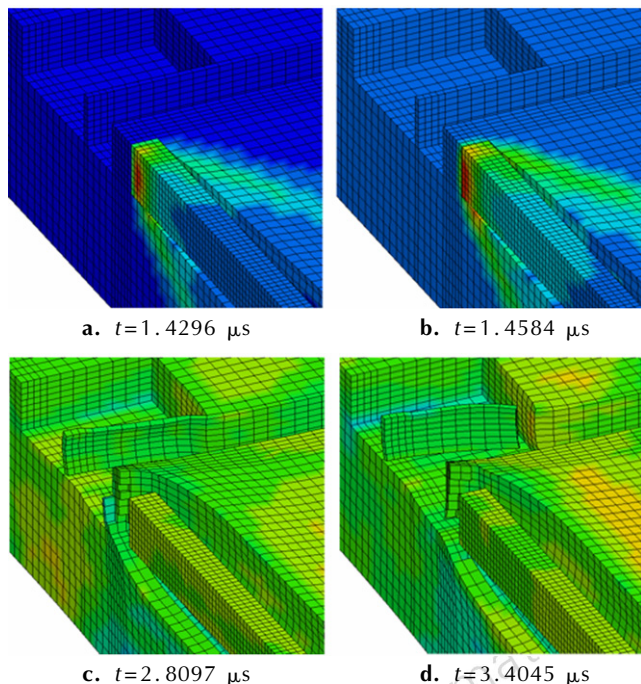 a. t=1.4296 μs
b. t=1.4584 μs
c. t=2.8097 μs
d. t=3.4045 μs